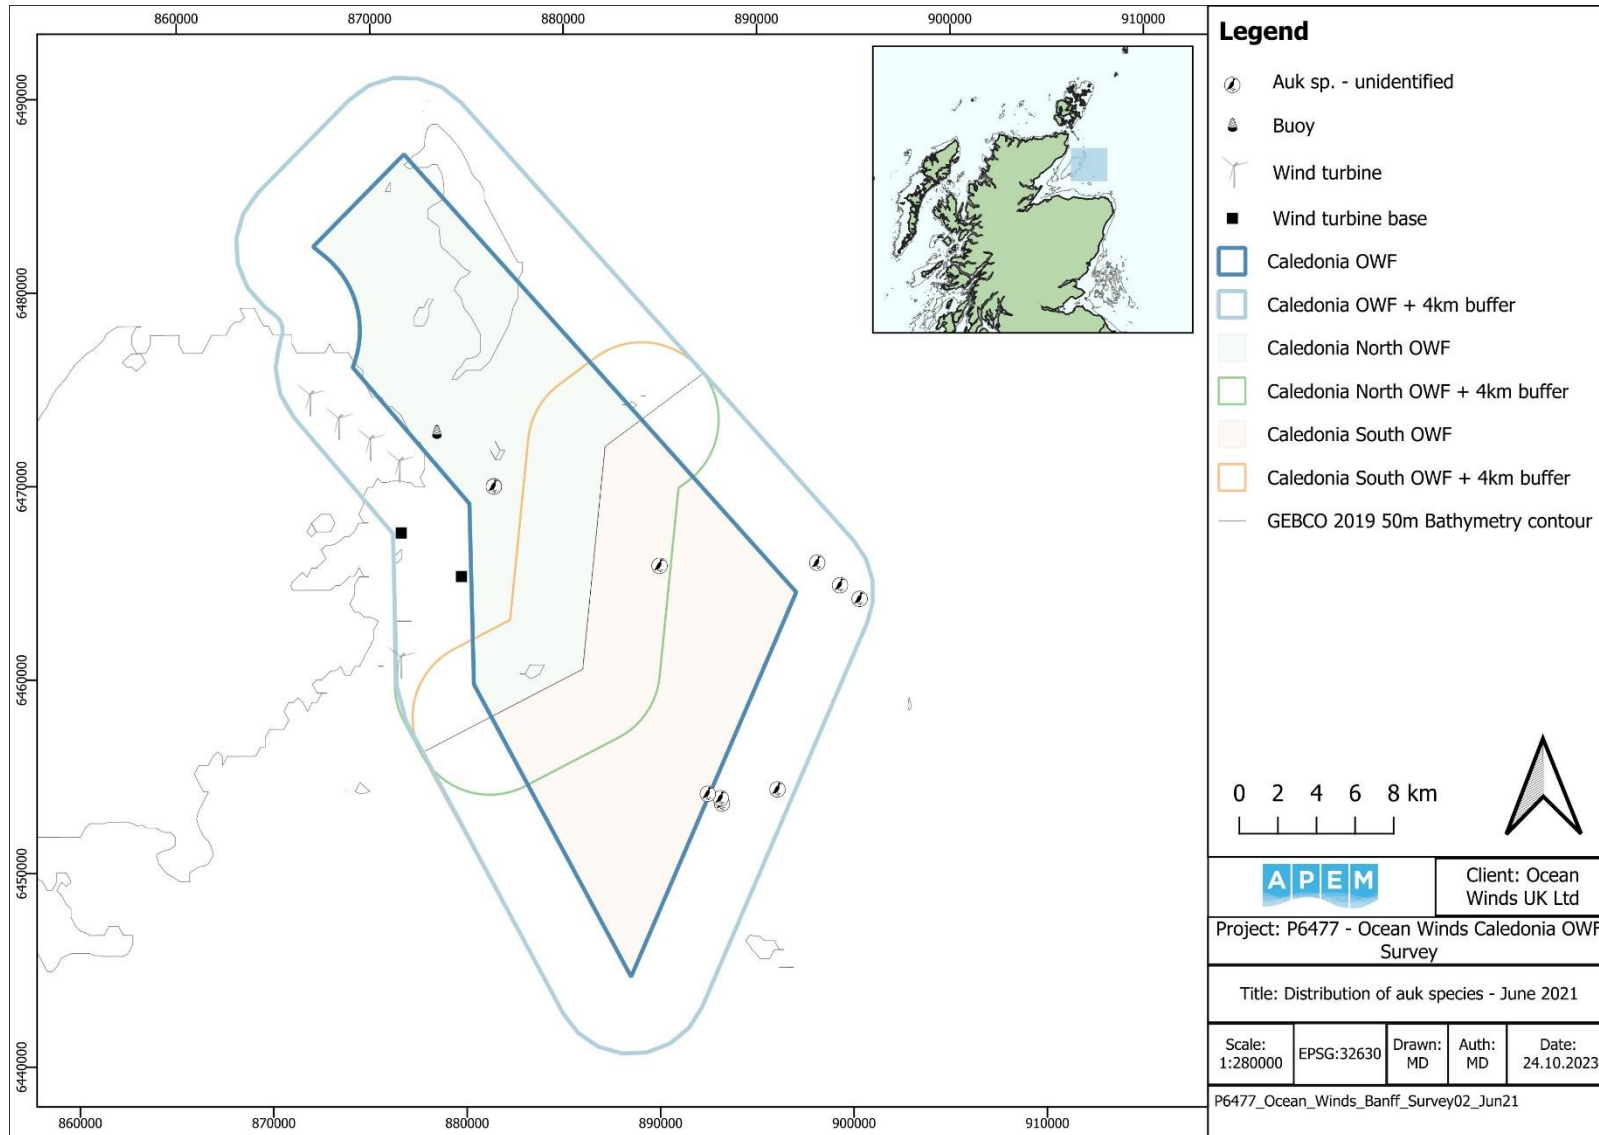 860000 870000 880000 890000 900000 910000
6490000
6480000
6470000
6460000
6450000
6440000
860000 870000 880000 890000 900000 910000
Legend
Auk sp. - unidentified
Buoy
Wind turbine
Wind turbine base
Caledonia OWF
Caledonia OWF + 4km buffer
Caledonia North OWF
Caledonia North OWF + 4km buffer
Caledonia South OWF
Caledonia South OWF + 4km buffer
GEBCO 2019 50m Bathymetry contour
0 2 4 6 8 km
APEM
Client: Ocean
Winds UK Ltd
Project: P6477 - Ocean Winds Caledonia OWF
Survey
Title: Distribution of auk species - June 2021
Scale:
1:280000
EPSG:32630
Drawn:
MD
Auth:
MD
Date:
24.10.2023
P6477_Ocean_Winds_Banff_Survey02_Jun21